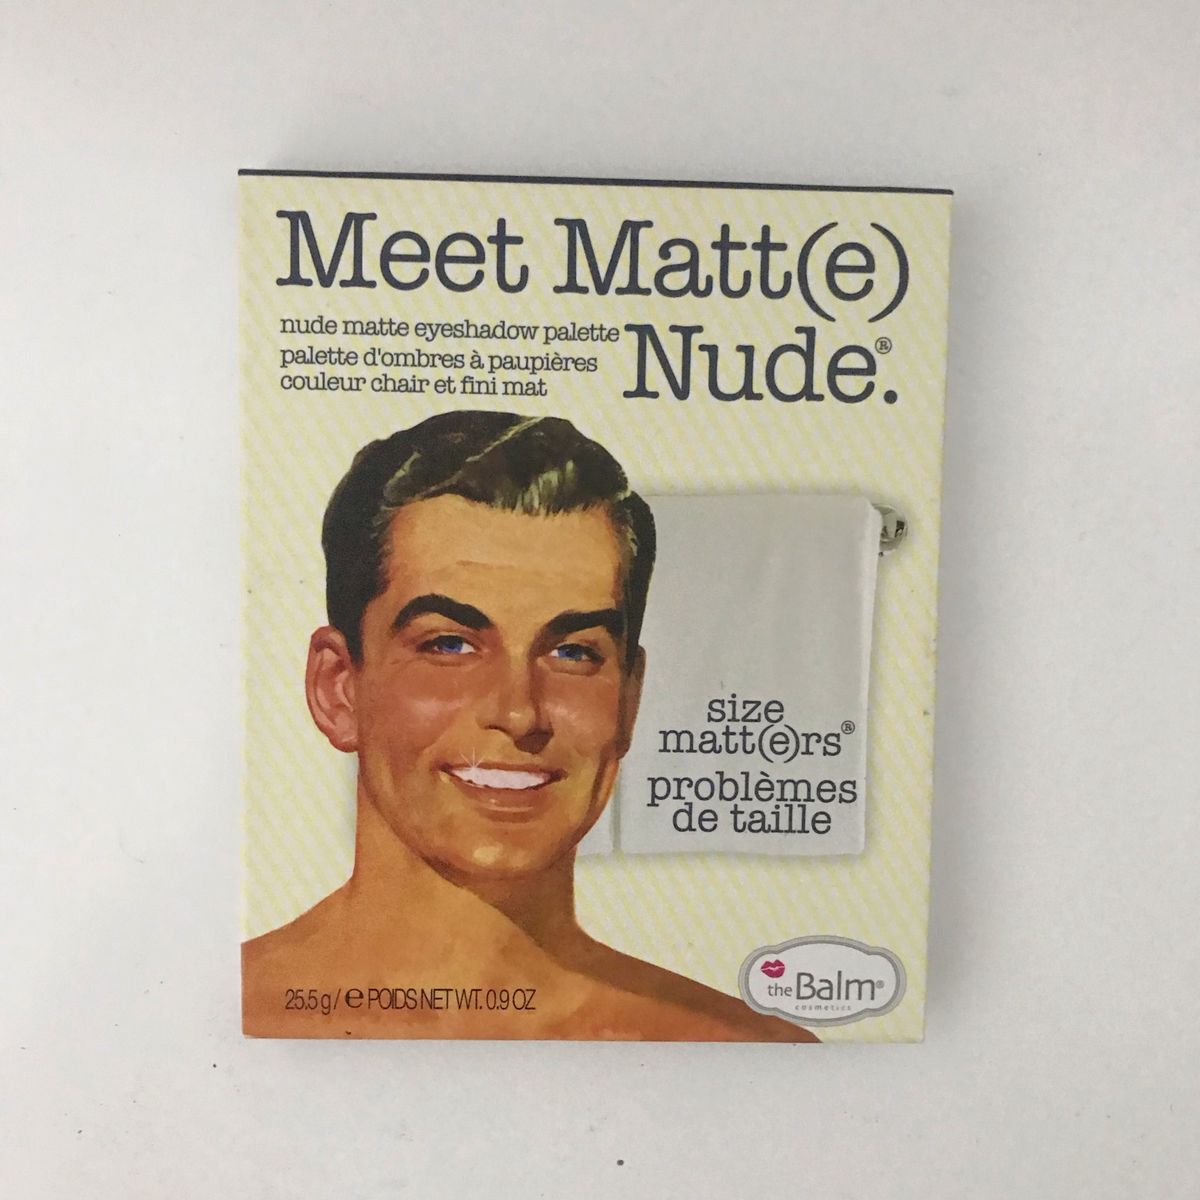 Meet Matt(e)
Nude.®
nude matte eyeshadow palette
palette d'ombres à paupières
couleur chair et fini mat
size
matt(e)rs®
problèmes
de taille
25.5 g / e POIDS NET WT. 0.9 OZ
the Balm®
cosmetics